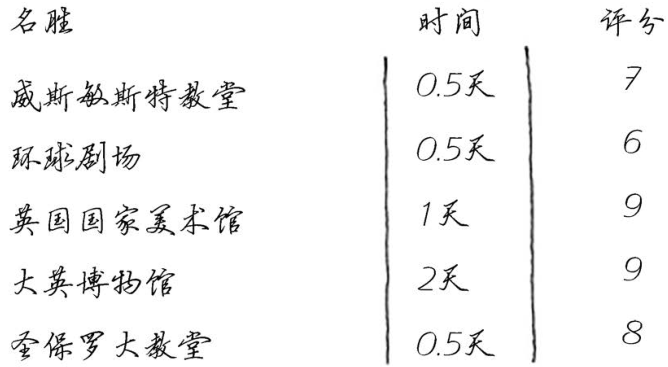 名胜 时间 评分
威斯敏斯特教堂 0.5天 7
环球剧场 0.5天 6
英国国家美术馆 1天 9
大英博物馆 2天 9
圣保罗大教堂 0.5天 8